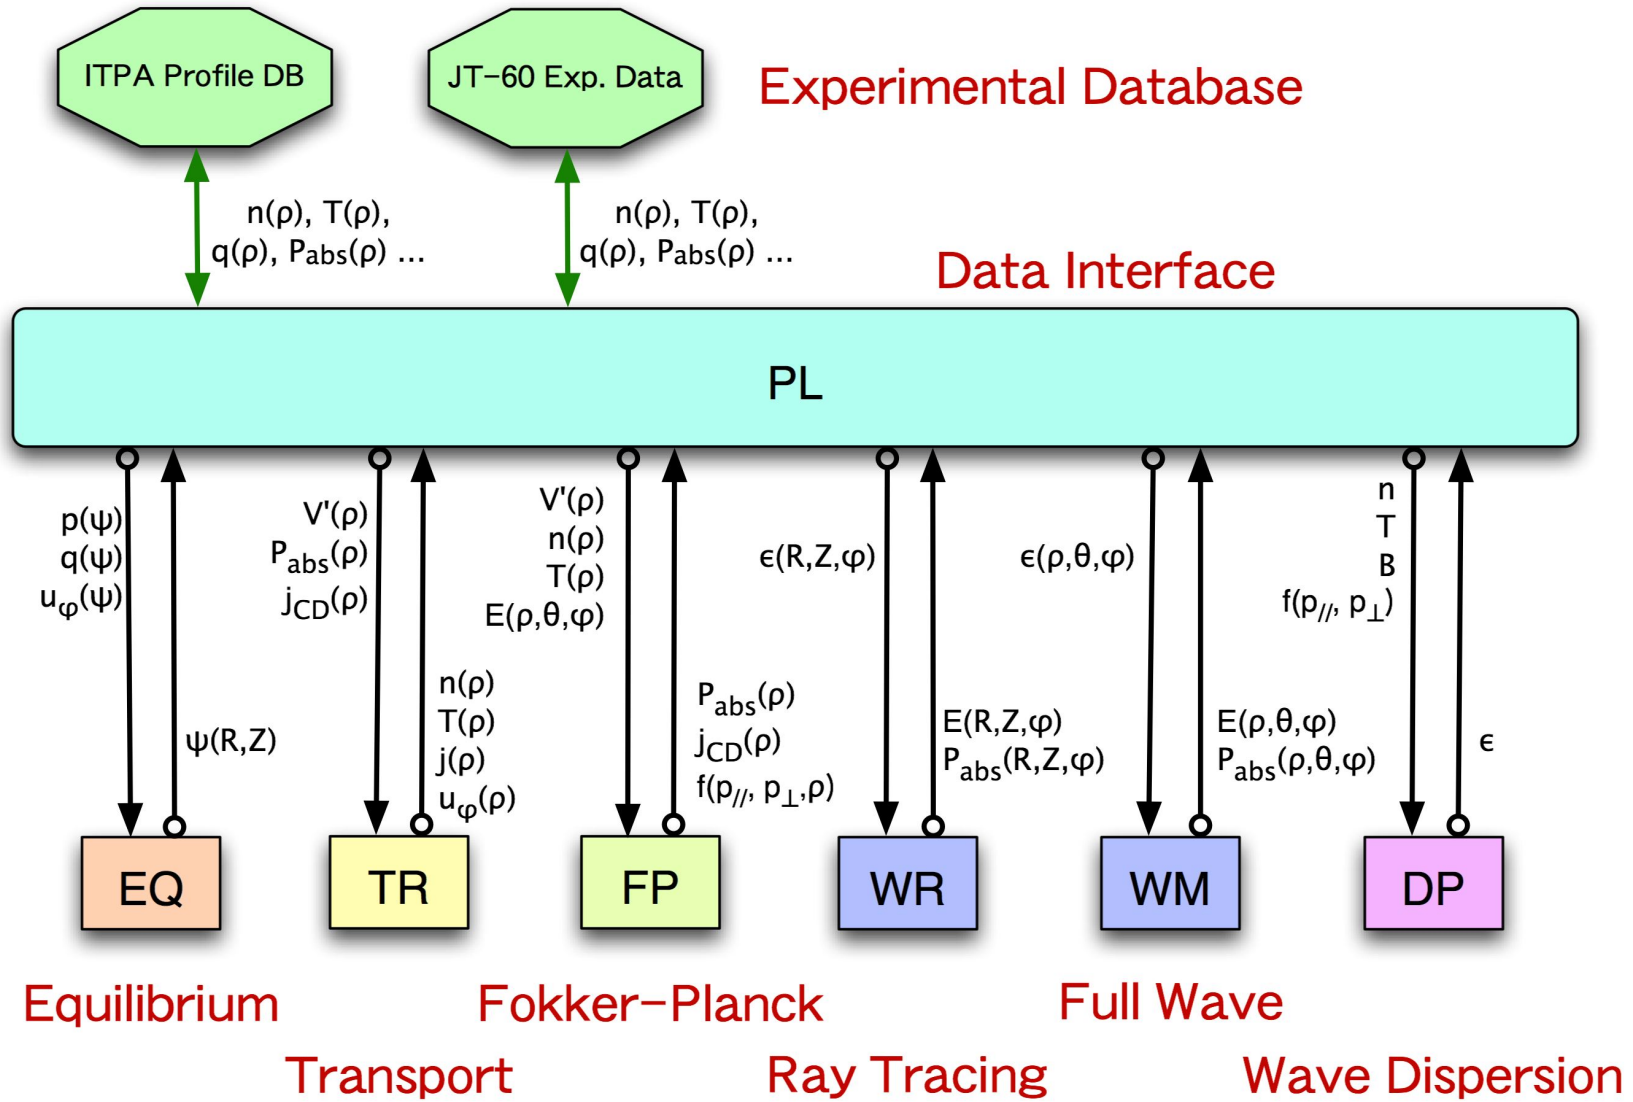 ITPA Profile DB
JT-60 Exp. Data
Experimental Database
n(ρ), T(ρ),
q(ρ), Pabs(ρ) ...
n(ρ), T(ρ),
q(ρ), Pabs(ρ) ...
Data Interface
PL
p(ψ)
q(ψ)
uφ(ψ)
ψ(R,Z)
V'(ρ)
Pabs(ρ)
jCD(ρ)
n(ρ)
T(ρ)
j(ρ)
uφ(ρ)
V'(ρ)
n(ρ)
T(ρ)
E(ρ,θ,φ)
Pabs(ρ)
jCD(ρ)
f(p//, p⊥,ρ)
ϵ(R,Z,φ)
E(R,Z,φ)
Pabs(R,Z,φ)
ϵ(ρ,θ,φ)
E(ρ,θ,φ)
Pabs(ρ,θ,φ)
n
T
B
f(p//, p⊥)
ϵ
EQ
TR
FP
WR
WM
DP
Equilibrium
Fokker-Planck
Full Wave
Transport
Ray Tracing
Wave Dispersion